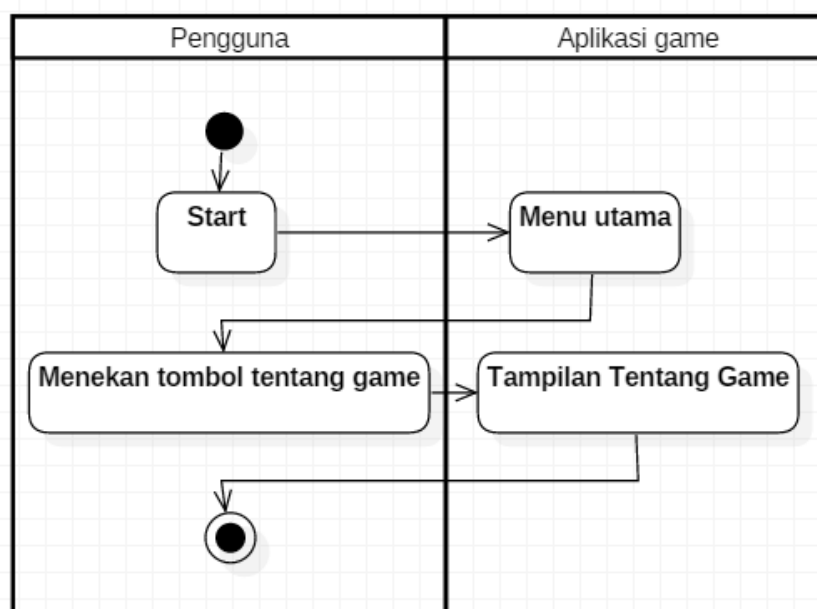 Pengguna
Aplikasi game
Start
Menu utama
Menekan tombol tentang game
Tampilan Tentang Game